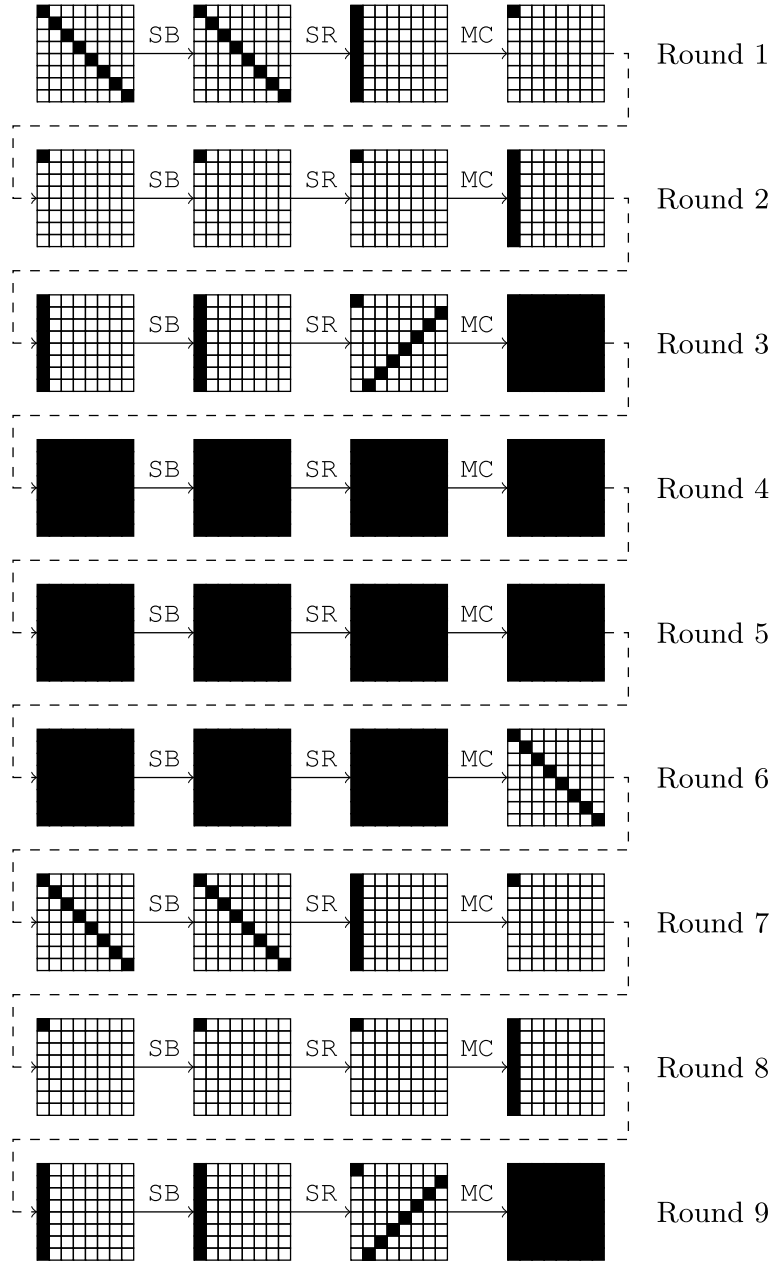 SB SR MC Round 1
SB SR MC Round 2
SB SR MC Round 3
SB SR MC Round 4
SB SR MC Round 5
SB SR MC Round 6
SB SR MC Round 7
SB SR MC Round 8
SB SR MC Round 9